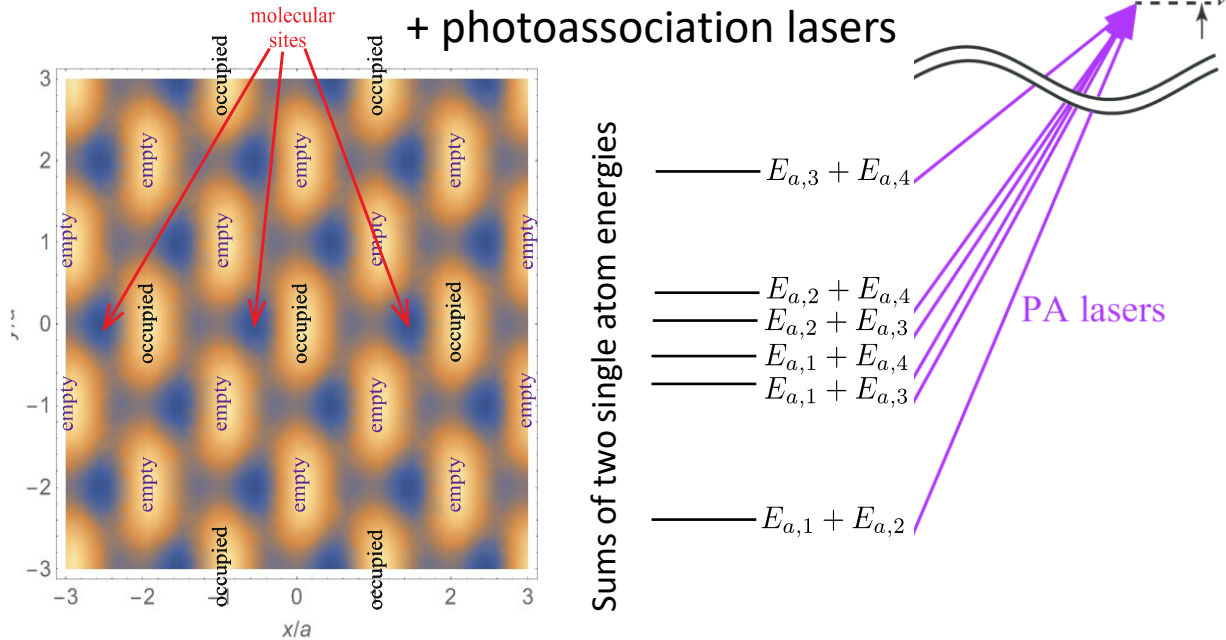 + photoassociation lasers
molecular
sites
occupied
occupied
3
2
1
0
-1
-2
-3
empty
empty
empty
empty
empty
empty
empty
occupied
occupied
occupied
empty
empty
empty
empty
empty
empty
empty
occupied
occupied
-3
-2
-1
0
1
2
3
x/a
y/a
Sums of two single atom energies
E_{a,3} + E_{a,4}
E_{a,2} + E_{a,4}
E_{a,2} + E_{a,3}
E_{a,1} + E_{a,4}
E_{a,1} + E_{a,3}
E_{a,1} + E_{a,2}
PA lasers